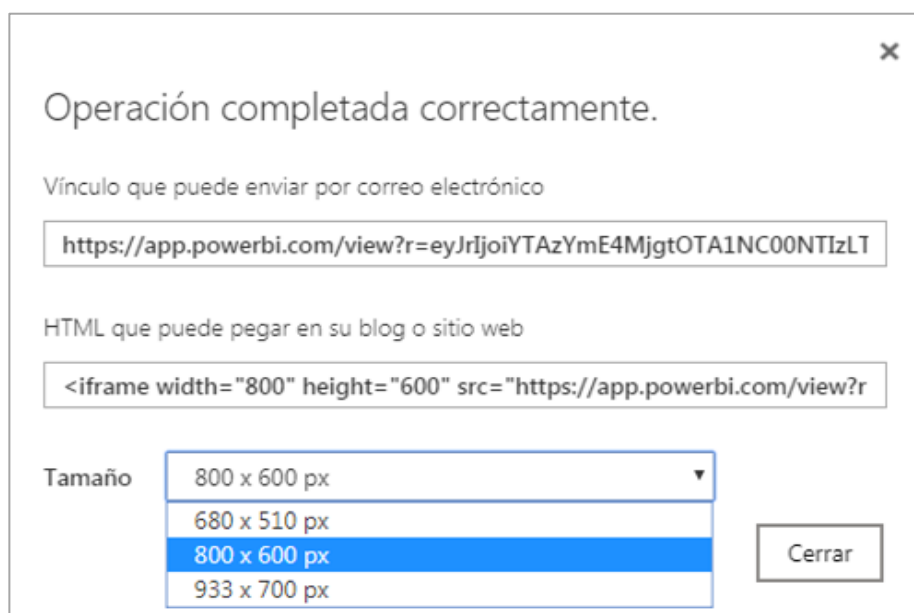 Operación completada correctamente.
Vínculo que puede enviar por correo electrónico
https://app.powerbi.com/view?r=eyJrIjoiYTAzYmE4MjgtOTA1NC00NTIzLT
HTML que puede pegar en su blog o sitio web
<iframe width="800" height="600" src="https://app.powerbi.com/view?r
Tamaño 800 x 600 px
680 x 510 px
800 x 600 px
933 x 700 px
Cerrar